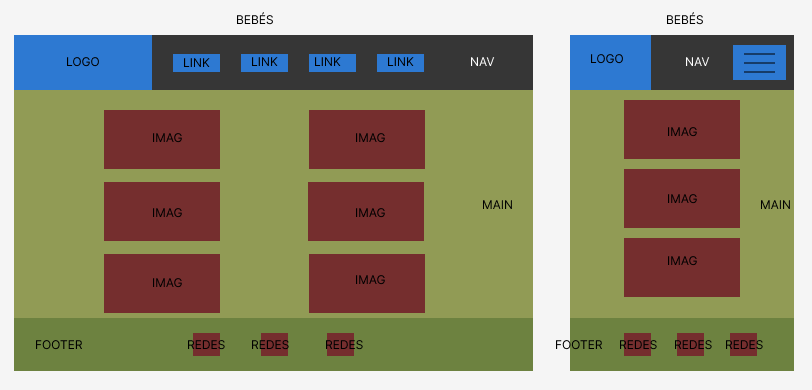 BEBÉS
LOGO LINK LINK LINK LINK NAV
IMAG IMAG
IMAG IMAG
MAIN
IMAG IMAG
FOOTER REDES REDES REDES
BEBÉS
LOGO NAV
IMAG
IMAG
MAIN
IMAG
FOOTER REDES REDES REDES